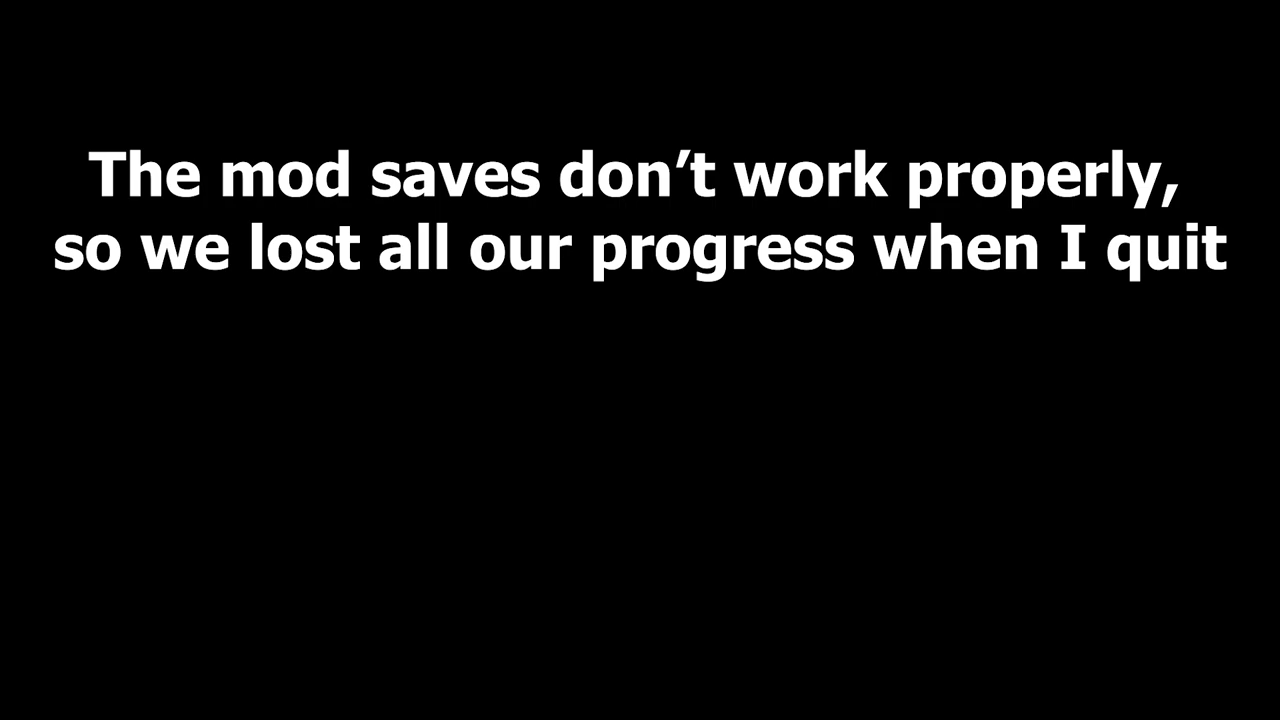 The mod saves don’t work properly,
so we lost all our progress when I quit